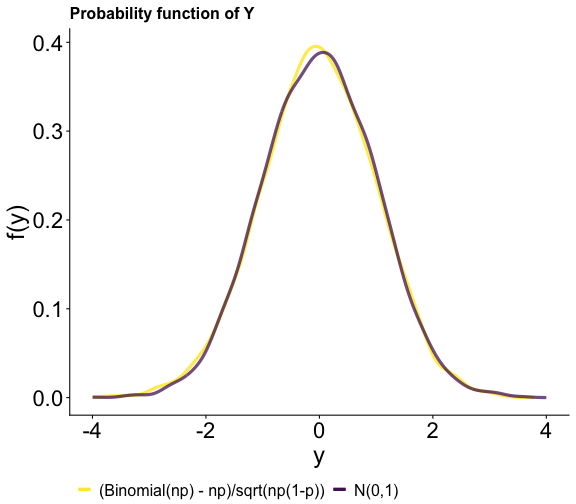 Probability function of Y
f(y)
0.4
0.3
0.2
0.1
0.0
-4 -2 0 2 4
y
(Binomial(np) - np)/sqrt(np(1-p)) N(0,1)